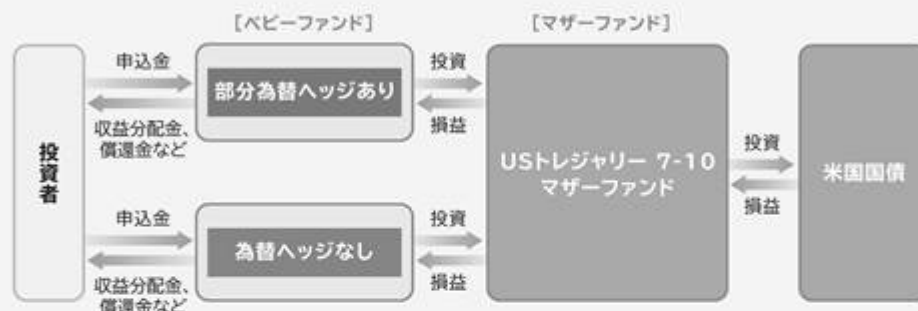 [ベビーファンド]
[マザーファンド]
申込金
部分為替ヘッジあり
投資
収益分配金、
償還金など
損益
投資者
USトレジャリー 7-10
マザーファンド
投資
損益
米国国債
申込金
為替ヘッジなし
投資
収益分配金、
償還金など
損益